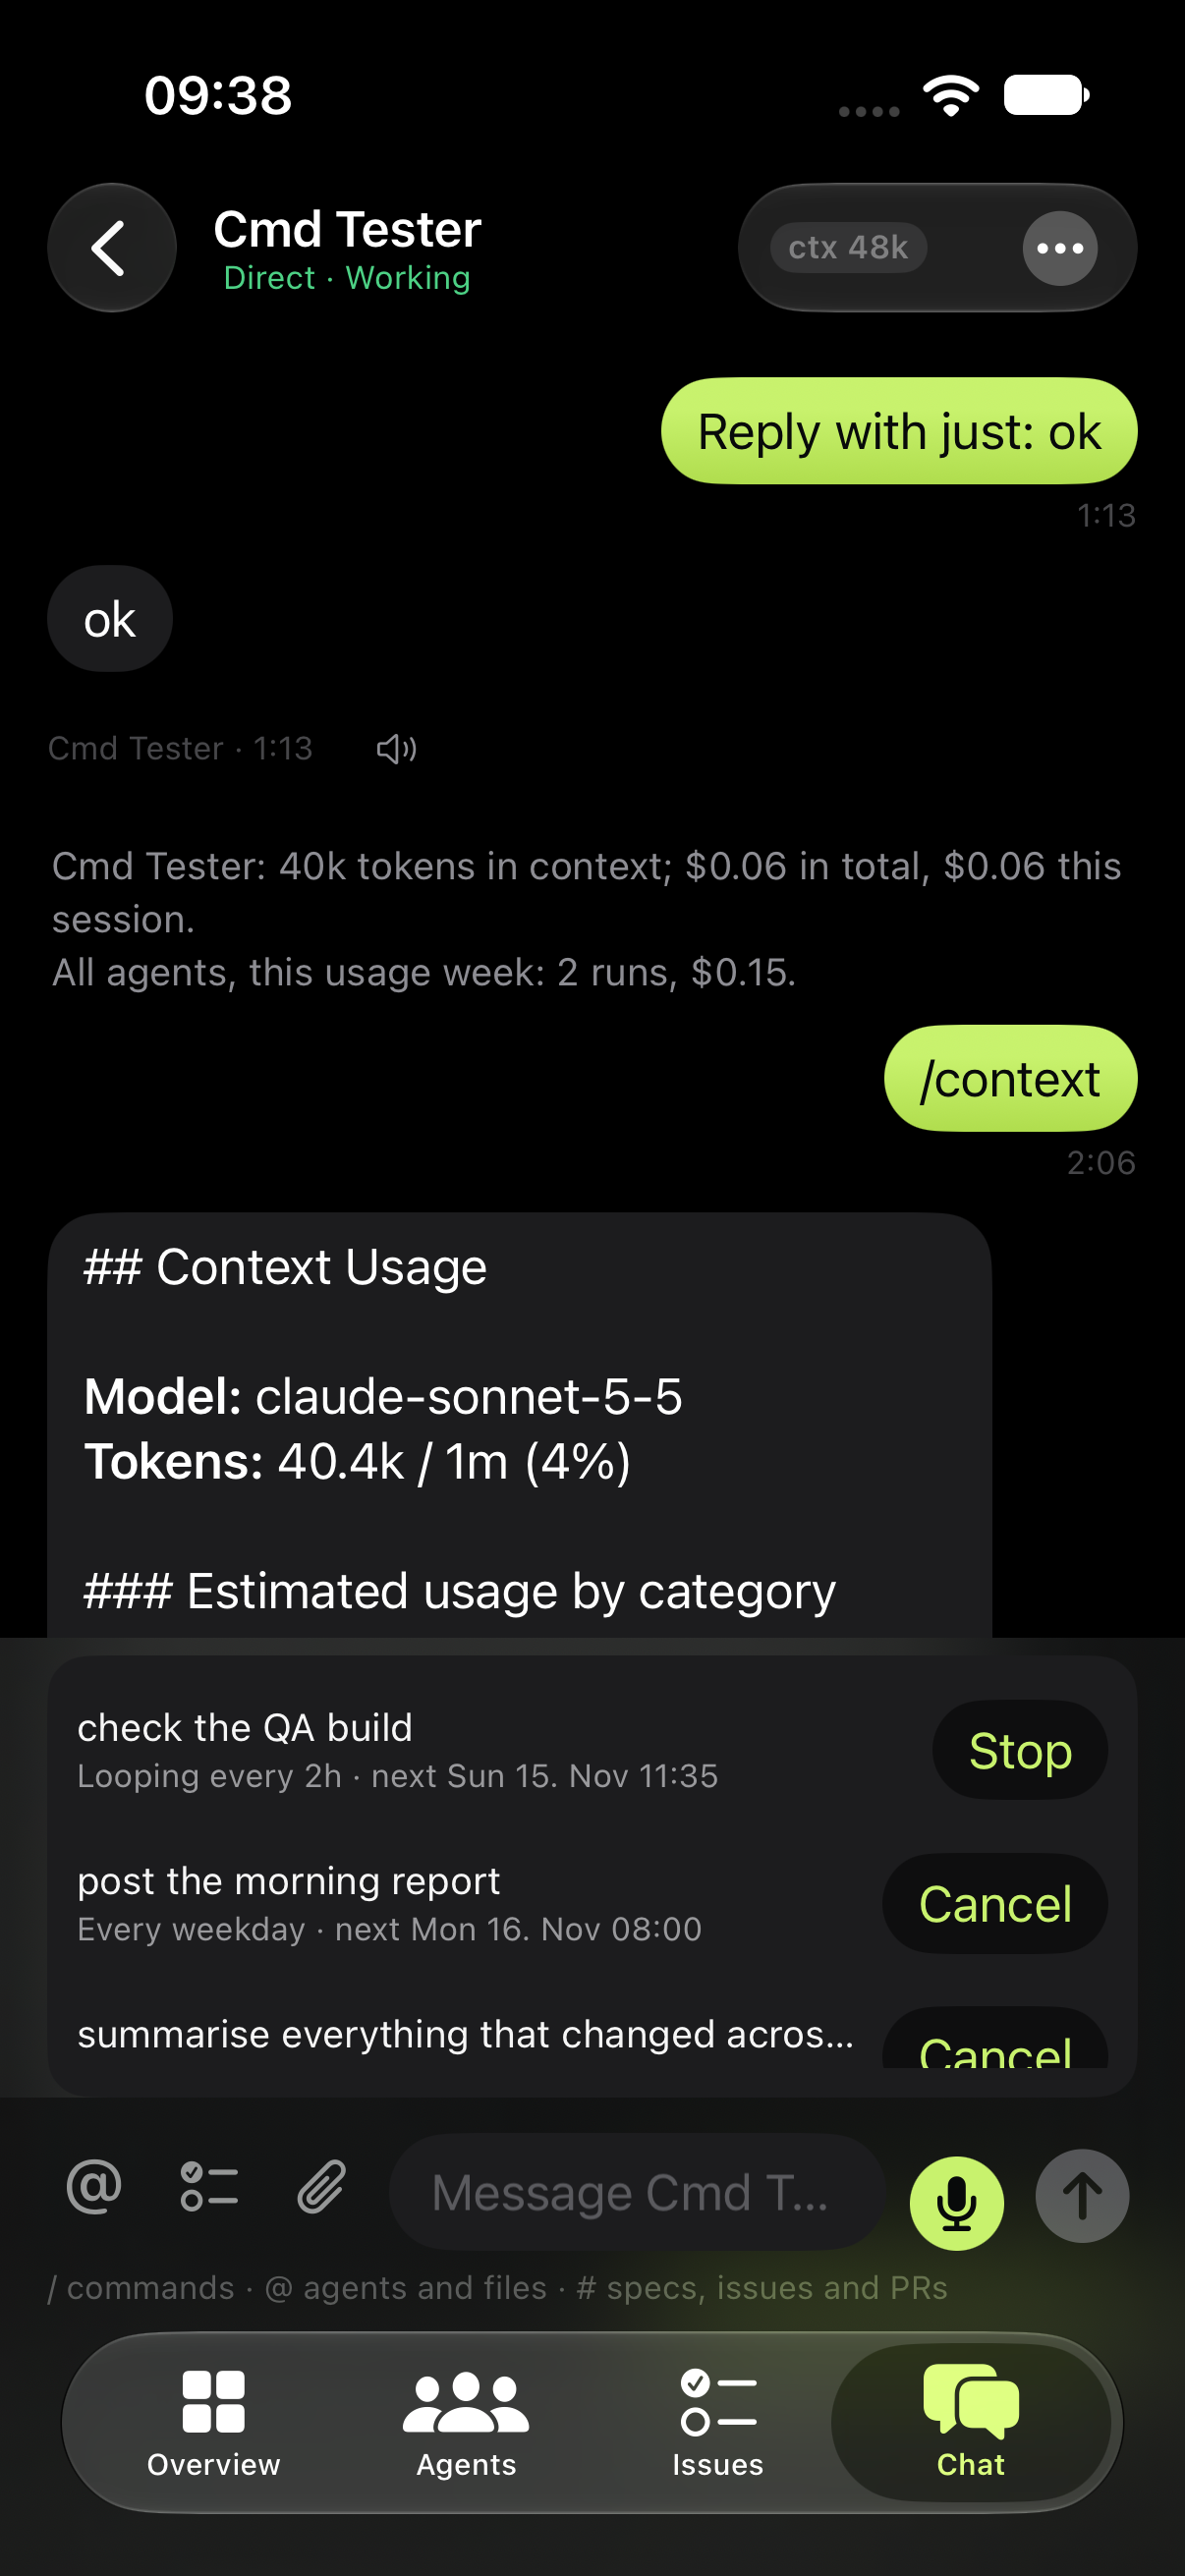 09:38
Cmd Tester
Direct · Working
ctx 48k
Reply with just: ok
1:13
ok
Cmd Tester · 1:13
Cmd Tester: 40k tokens in context; $0.06 in total, $0.06 this
session.
All agents, this usage week: 2 runs, $0.15.
/context
2:06
## Context Usage
Model: claude-sonnet-5-5
Tokens: 40.4k / 1m (4%)
### Estimated usage by category
check the QA build
Looping every 2h · next Sun 15. Nov 11:35
Stop
post the morning report
Every weekday · next Mon 16. Nov 08:00
Cancel
summarise everything that changed acros...
Cancel
Message Cmd T...
/ commands · @ agents and files · # specs, issues and PRs
Overview
Agents
Issues
Chat